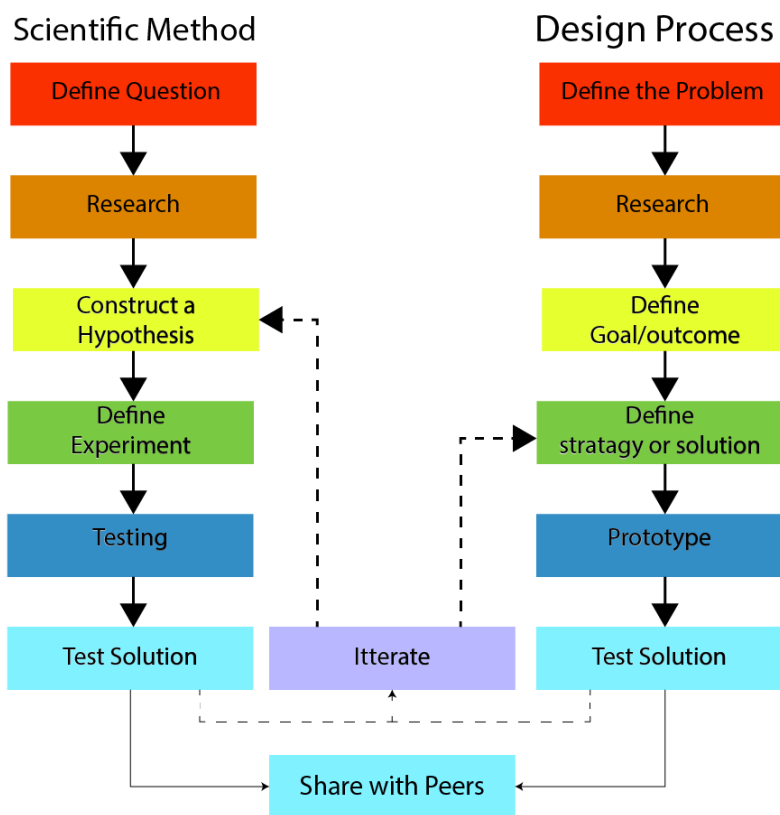 Scientific Method
Define Question
Research
Construct a
Hypothesis
Define
Experiment
Testing
Test Solution
Design Process
Define the Problem
Research
Define
Goal/outcome
Define
stratagy or solution
Prototype
Test Solution
Itterate
Share with Peers